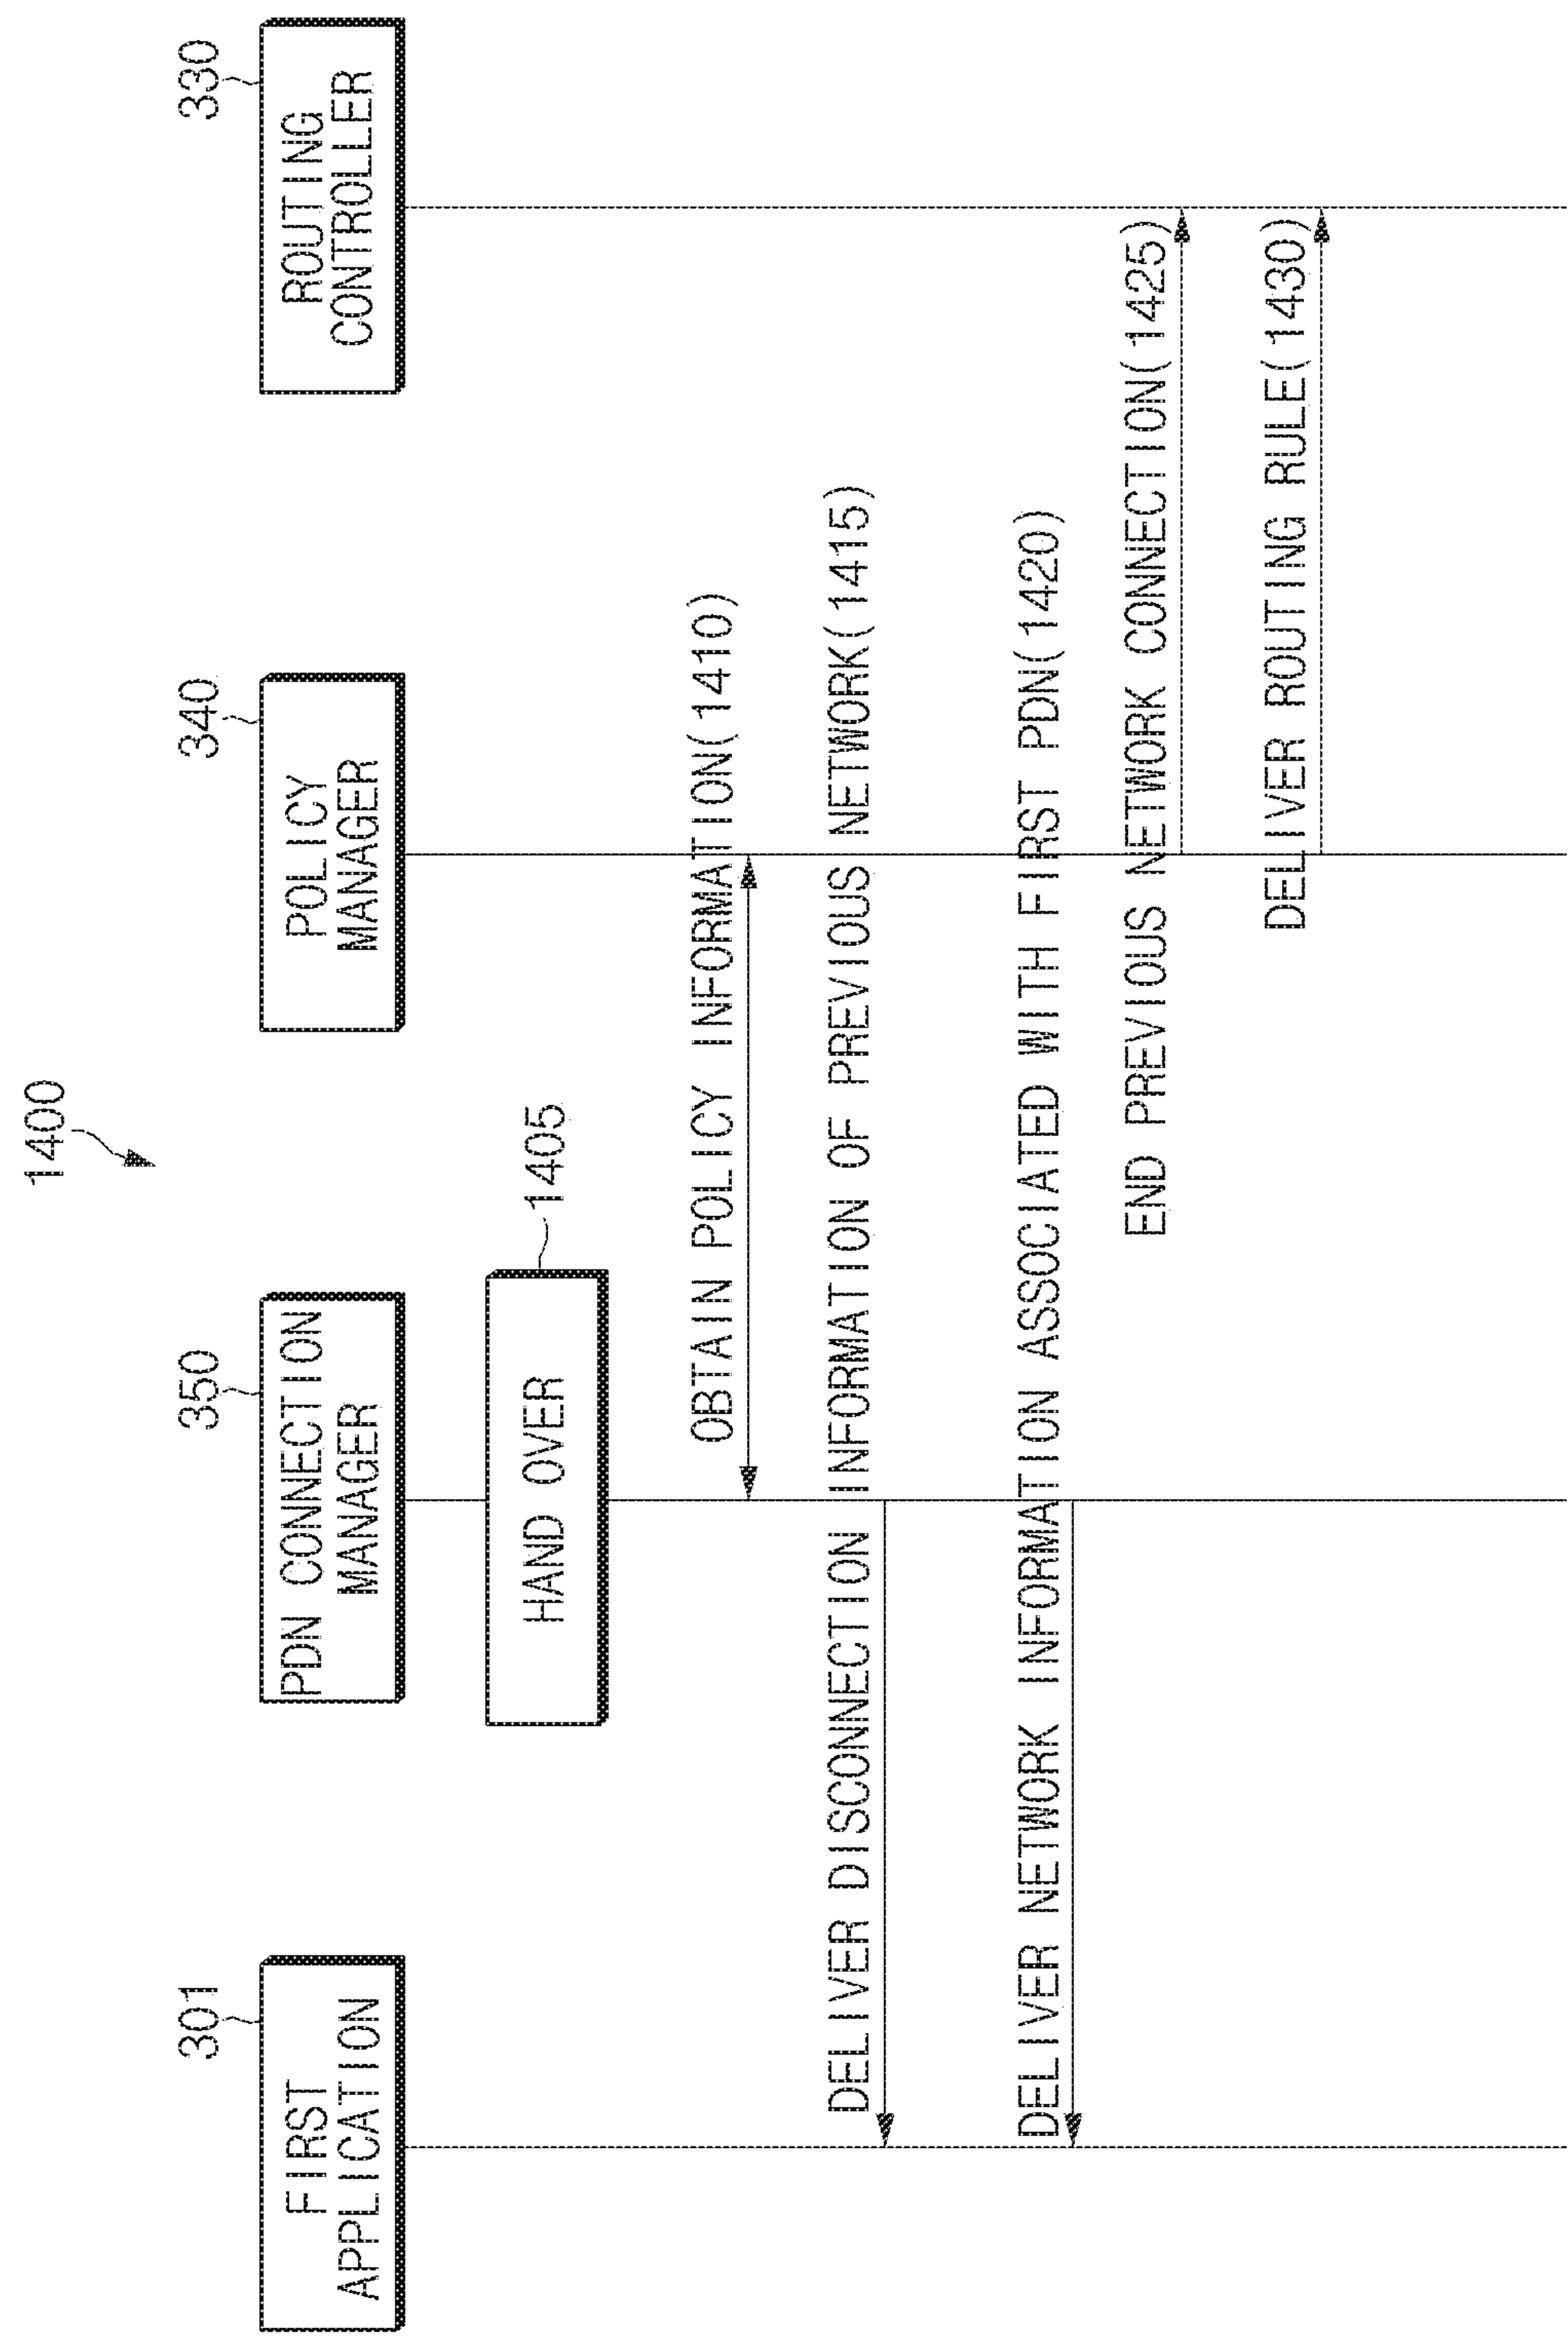 1400
301
350
340
330
FIRST
APPLICATION
PDN CONNECTION
MANAGER
POLICY
MANAGER
ROUTING
CONTROLLER
HAND OVER
1405
OBTAIN POLICY INFORMATION(1410)
DELIVER DISCONNECTION INFORMATION OF PREVIOUS NETWORK(1415)
DELIVER NETWORK INFORMATION ASSOCIATED WITH FIRST PDN(1420)
END PREVIOUS NETWORK CONNECTION(1425)
DELIVER ROUTING RULE(1430)